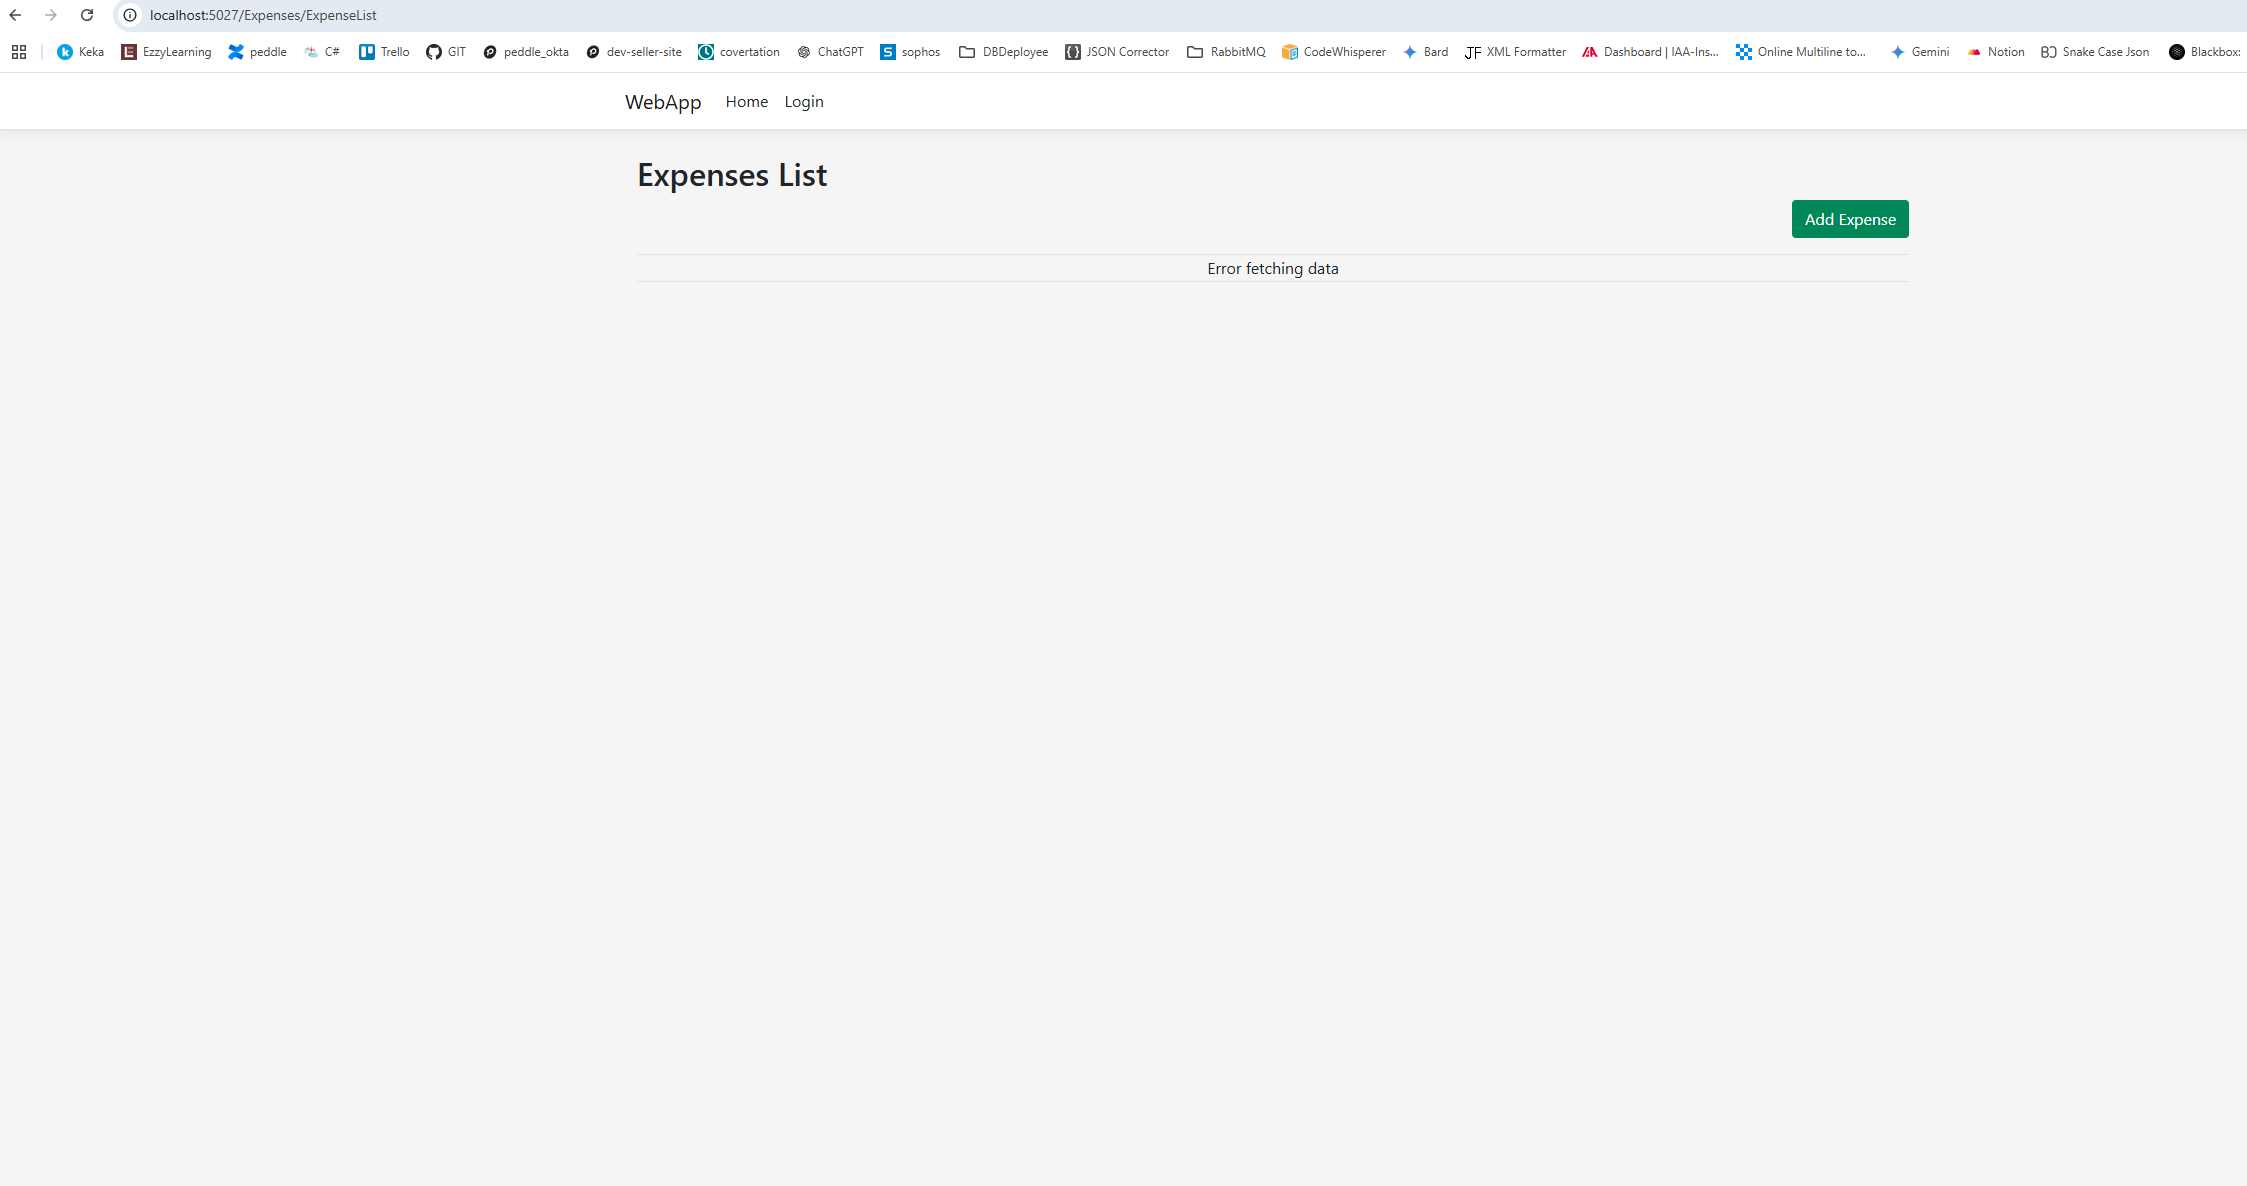 localhost:5027/Expenses/ExpenseList
Keka EzzyLearning peddle C# Trello GIT peddle_okta dev-seller-site covertation ChatGPT sophos DBDeployee JSON Corrector RabbitMQ CodeWhisperer Bard XML Formatter Dashboard | IAA-Ins... Online Multiline to... Gemini Notion Snake Case Json Blackbox:
WebApp Home Login
Expenses List
Add Expense
Error fetching data